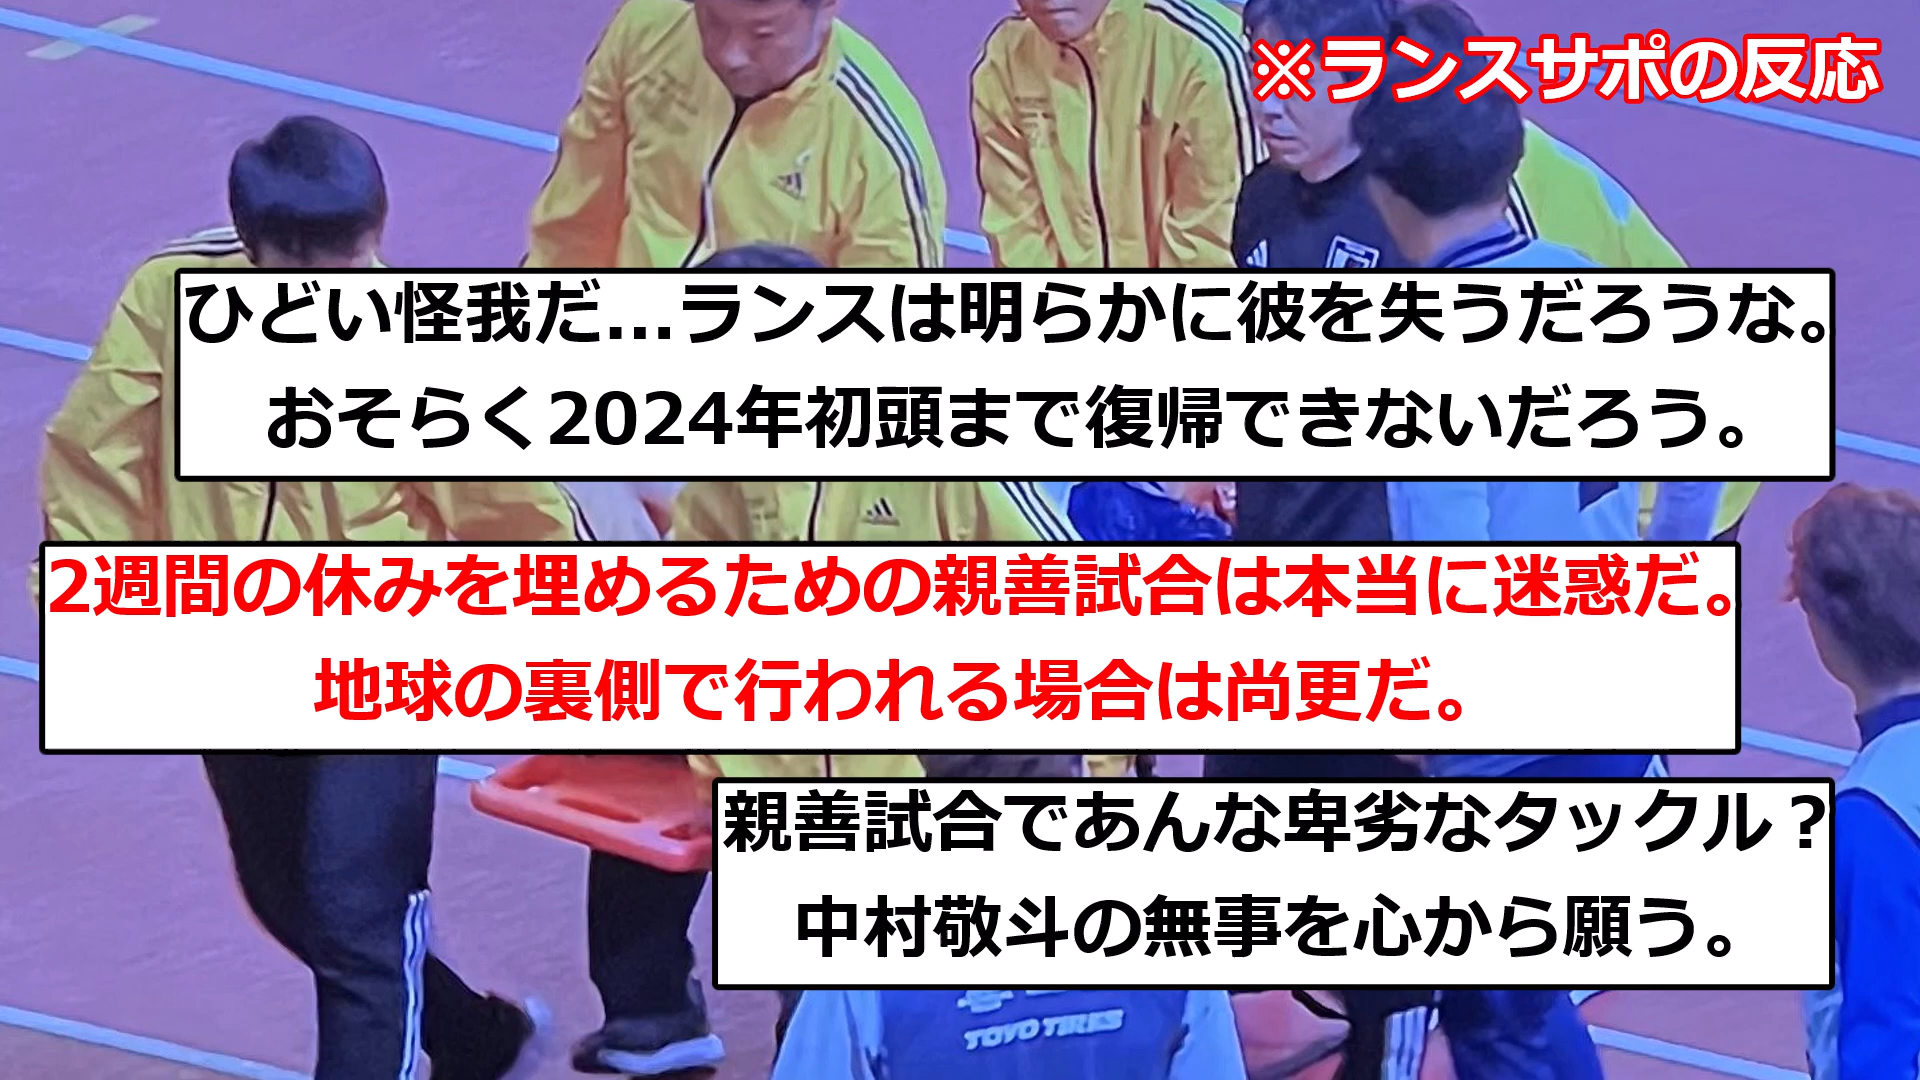 ※ランスサポの反応
ひどい怪我だ...ランスは明らかに彼を失うだろうな。
おそらく2024年初頭まで復帰できないだろう。
2週間の休みを埋めるための親善試合は本当に迷惑だ。
地球の裏側で行われる場合は尚更だ。
親善試合であんな卑劣なタックル？
中村敬斗の無事を心から願う。
TOYO TIRES